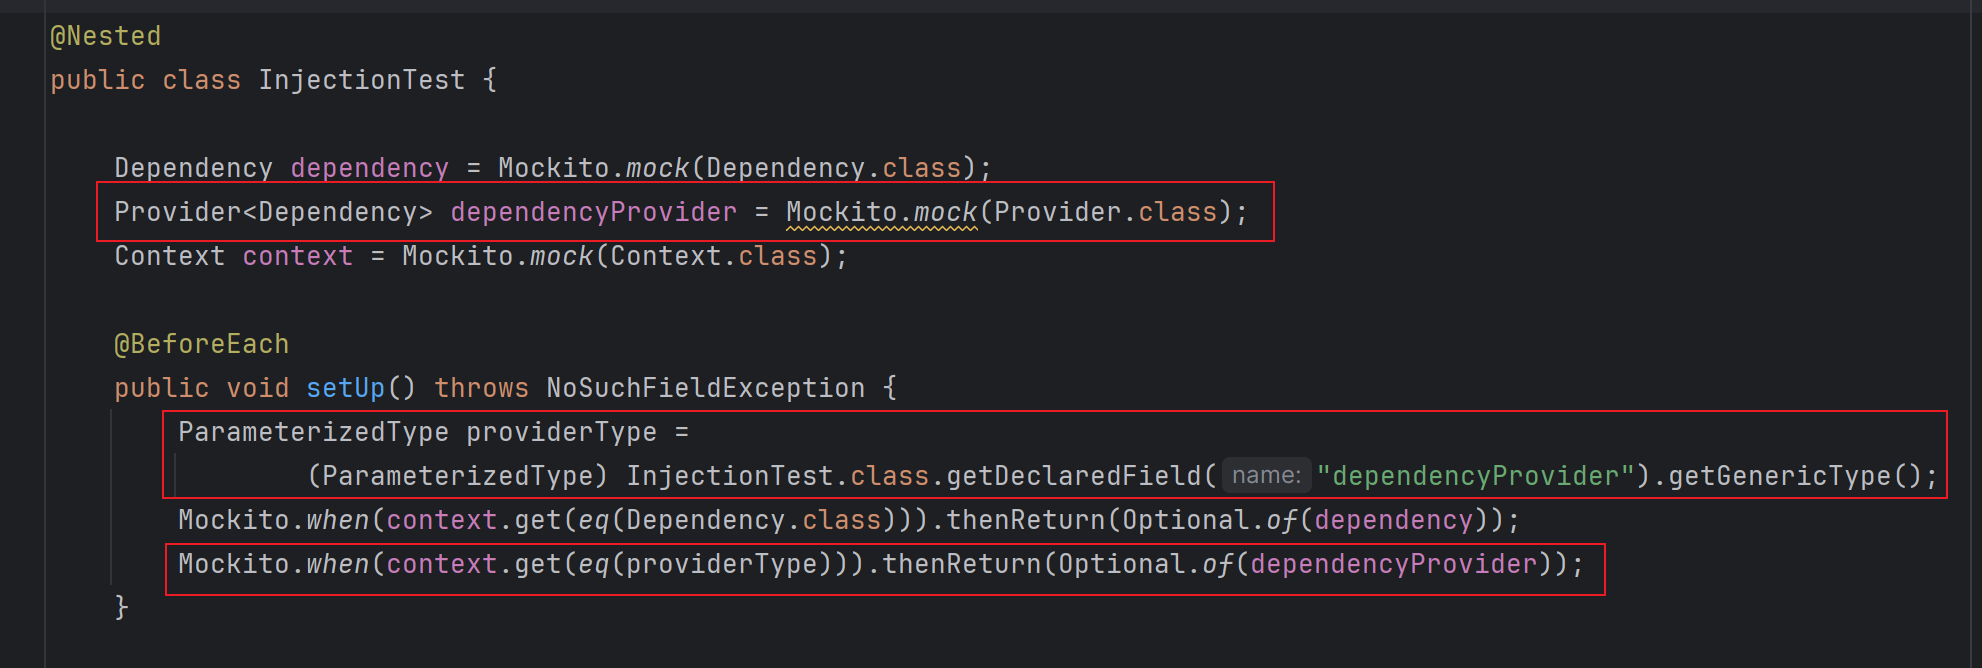 @Nested
public class InjectionTest {
Dependency dependency = Mockito.mock(Dependency.class);
Provider<Dependency> dependencyProvider = Mockito.mock(Provider.class);
Context context = Mockito.mock(Context.class);
@BeforeEach
public void setUp() throws NoSuchFieldException {
ParameterizedType providerType =
(ParameterizedType) InjectionTest.class.getDeclaredField( name: "dependencyProvider").getGenericType();
Mockito.when(context.get(eq(Dependency.class))).thenReturn(Optional.of(dependency));
Mockito.when(context.get(eq(providerType))).thenReturn(Optional.of(dependencyProvider));
}